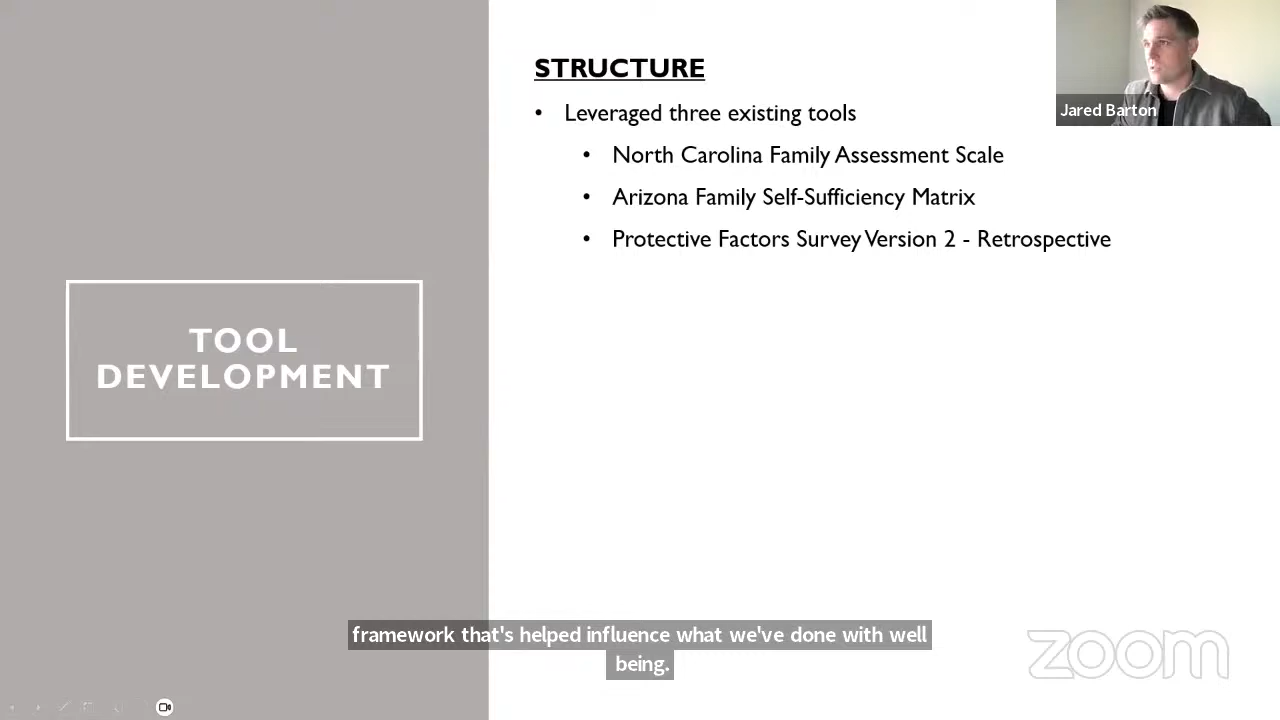 STRUCTURE
• Leveraged three existing tools
• North Carolina Family Assessment Scale
• Arizona Family Self-Sufficiency Matrix
• Protective Factors Survey Version 2 - Retrospective
TOOL
DEVELOPMENT
Jared Barton
framework that's helped influence what we've done with well
being.
zoom